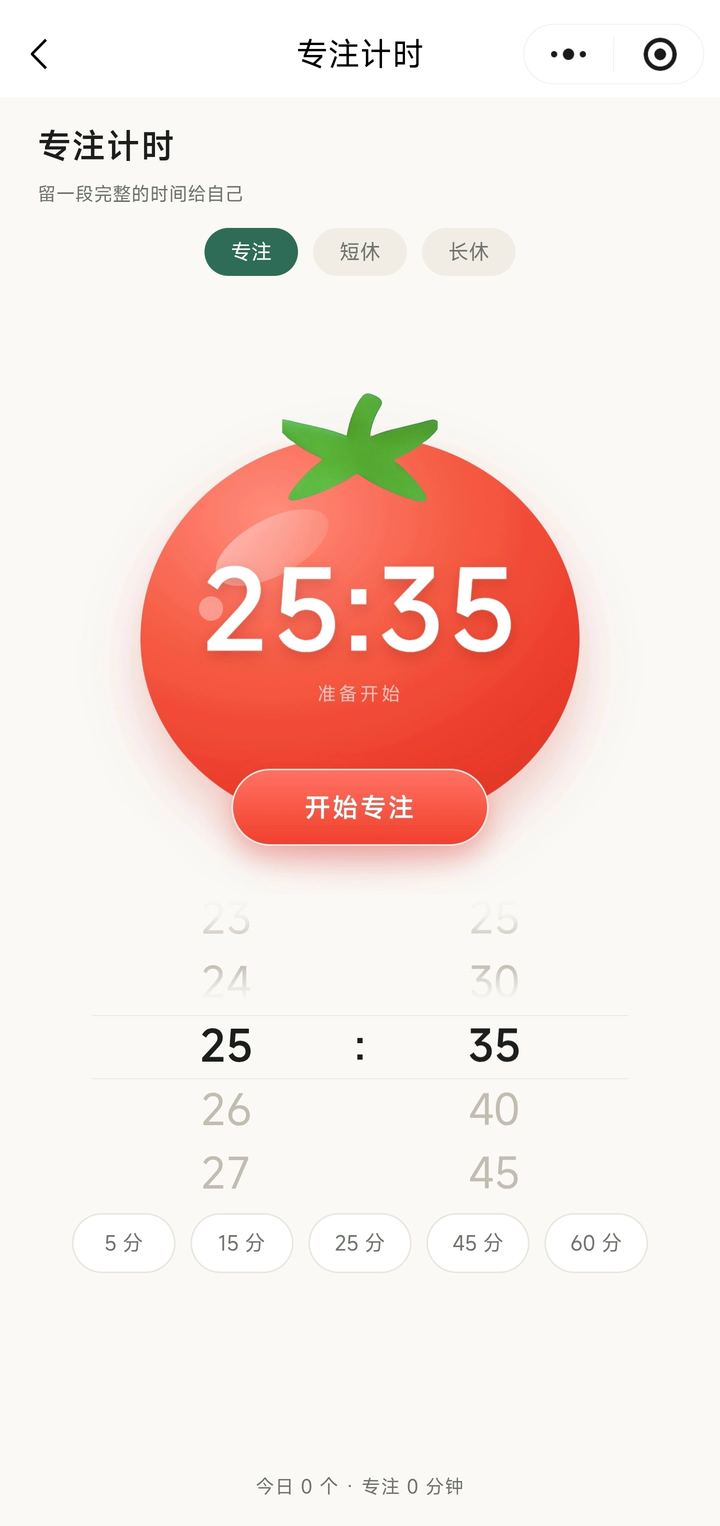 专注计时
专注计时
留一段完整的时间给自己
专注 短休 长休
25:35
准备开始
开始专注
23 25
24 30
25 : 35
26 40
27 45
5 分 15 分 25 分 45 分 60 分
今日 0 个 · 专注 0 分钟